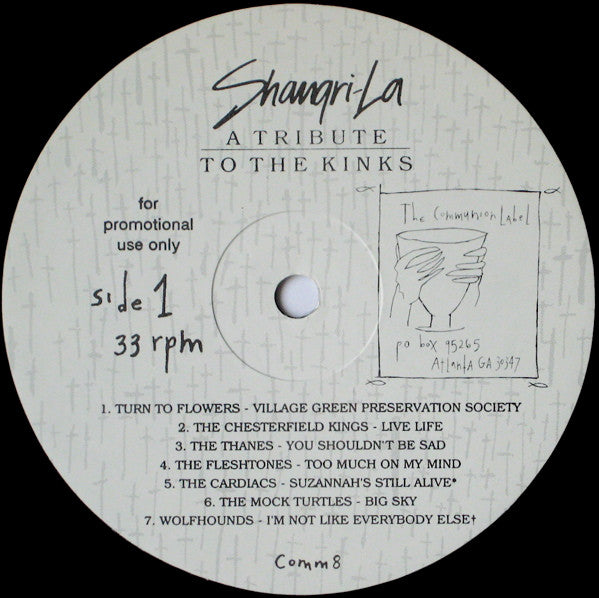 Shangri-La
A TRIBUTE
TO THE KINKS
for
promotional
use only
side 1
33 rpm
The Communion Label
po box 95265
Atlanta GA 30347
1. TURN TO FLOWERS - VILLAGE GREEN PRESERVATION SOCIETY
2. THE CHESTERFIELD KINGS - LIVE LIFE
3. THE THANES - YOU SHOULDN'T BE SAD
4. THE FLESHTONES - TOO MUCH ON MY MIND
5. THE CARDIACS - SUZANNAH'S STILL ALIVE*
6. THE MOCK TURTLES - BIG SKY
7. WOLFHOUNDS - I'M NOT LIKE EVERYBODY ELSE†
Comm 8